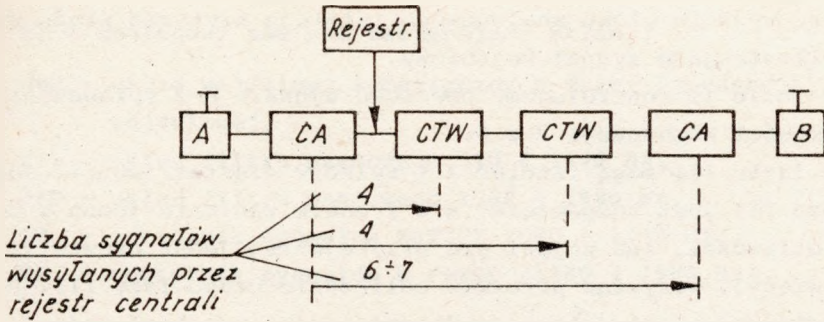 Rejestr.
A CA CTW CTW CA B
4
4
6÷7
Liczba sygnałów
wysyłanych przez
rejestr centrali